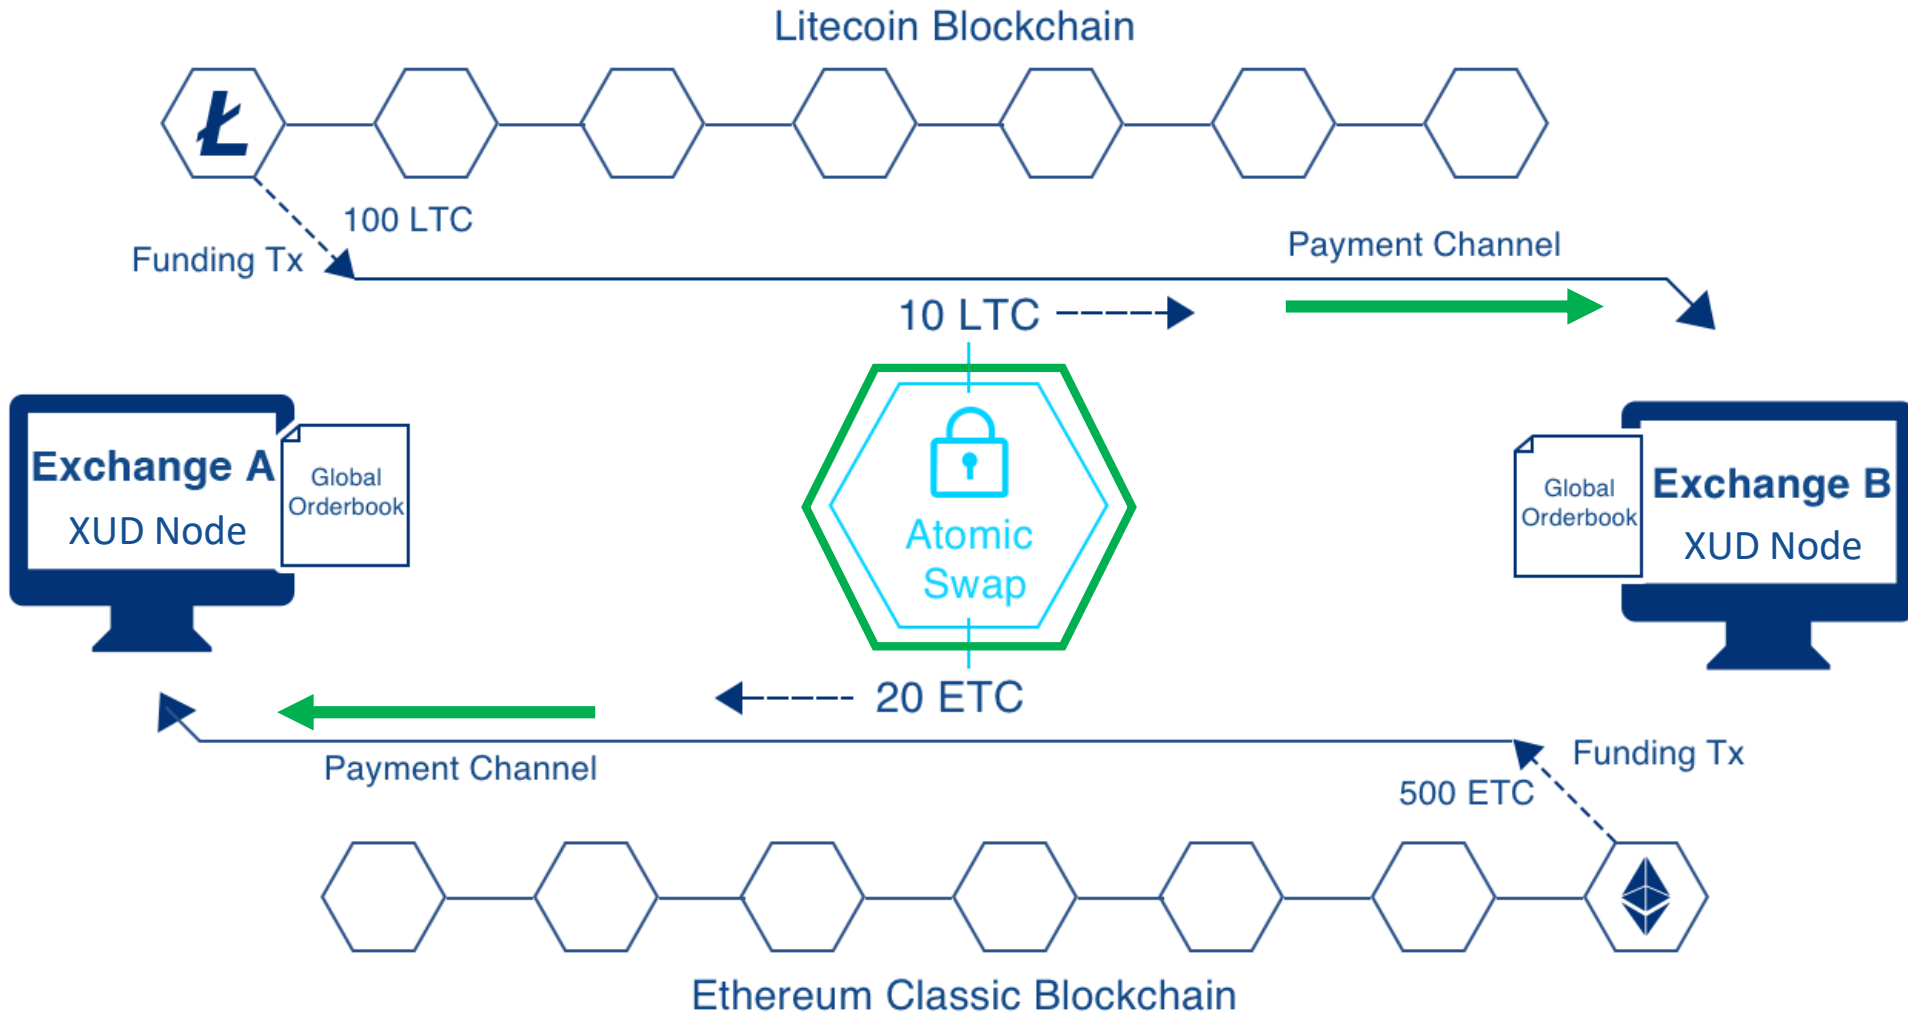 Litecoin Blockchain
100 LTC
Funding Tx
Payment Channel
10 LTC
Exchange A
XUD Node
Global
Orderbook
Atomic
Swap
Global
Orderbook
Exchange B
XUD Node
20 ETC
Payment Channel
Funding Tx
500 ETC
Ethereum Classic Blockchain